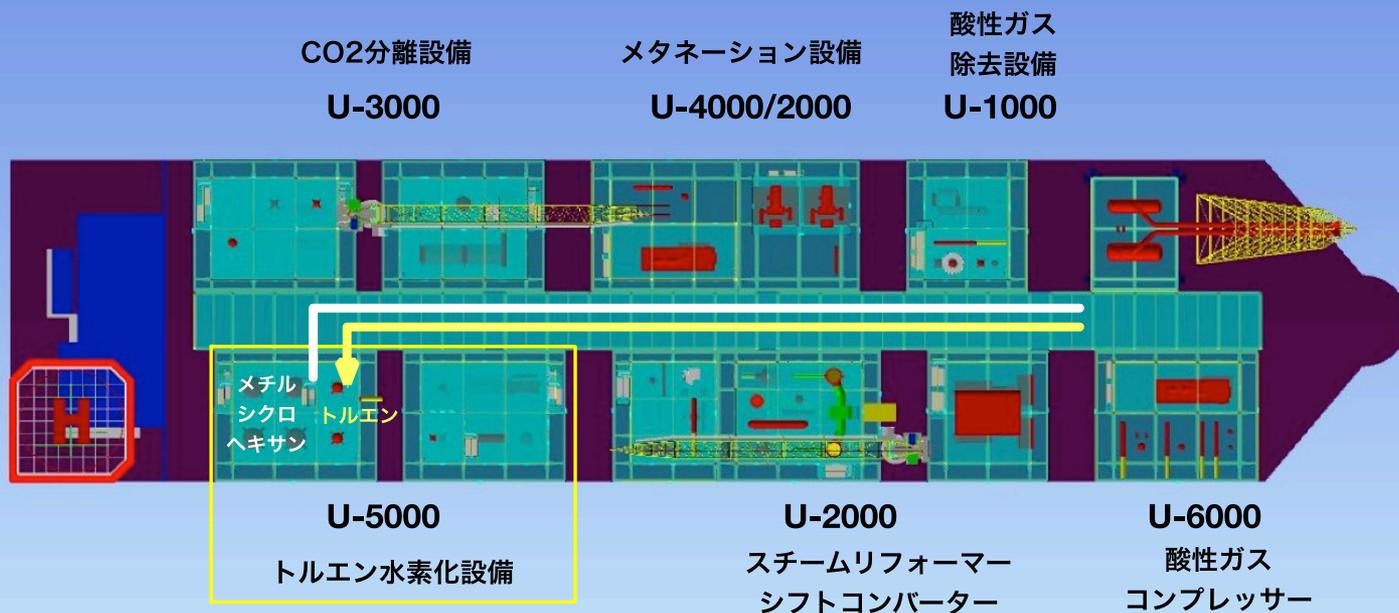 CO2分離設備
U-3000
メタネーション設備
U-4000/2000
酸性ガス
除去設備
U-1000
メチル
シクロ
ヘキサン
トルエン
H
U-5000
トルエン水素化設備
U-2000
スチームリフォーマー
シフトコンバーター
U-6000
酸性ガス
コンプレッサー